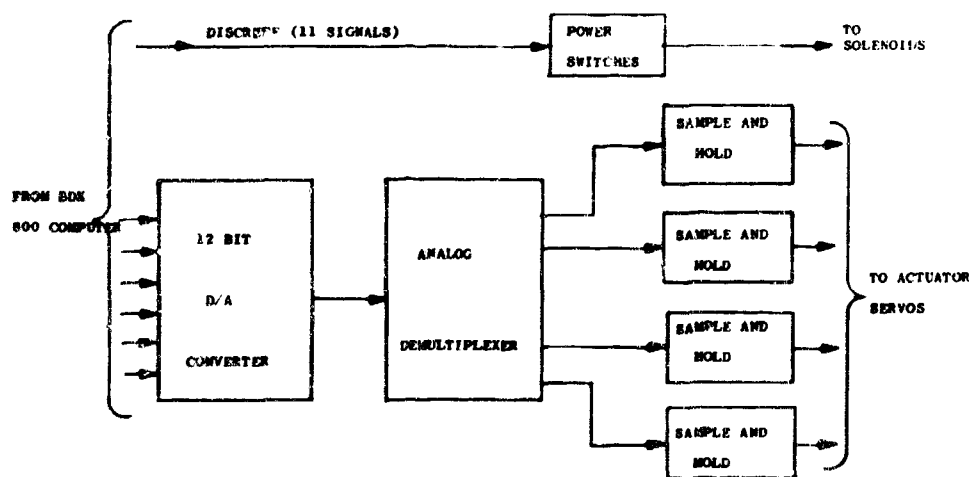 DISCRETE (11 SIGNALS)
POWER
SWITCHES
TO
SOLENOIDS
SAMPLE AND
HOLD
FROM BDX
800 COMPUTER
12 BIT
D/A
CONVERTER
ANALOG
DEMULTIPLEXER
SAMPLE AND
HOLD
TO ACTUATOR
SERVOS
SAMPLE AND
HOLD
SAMPLE AND
HOLD